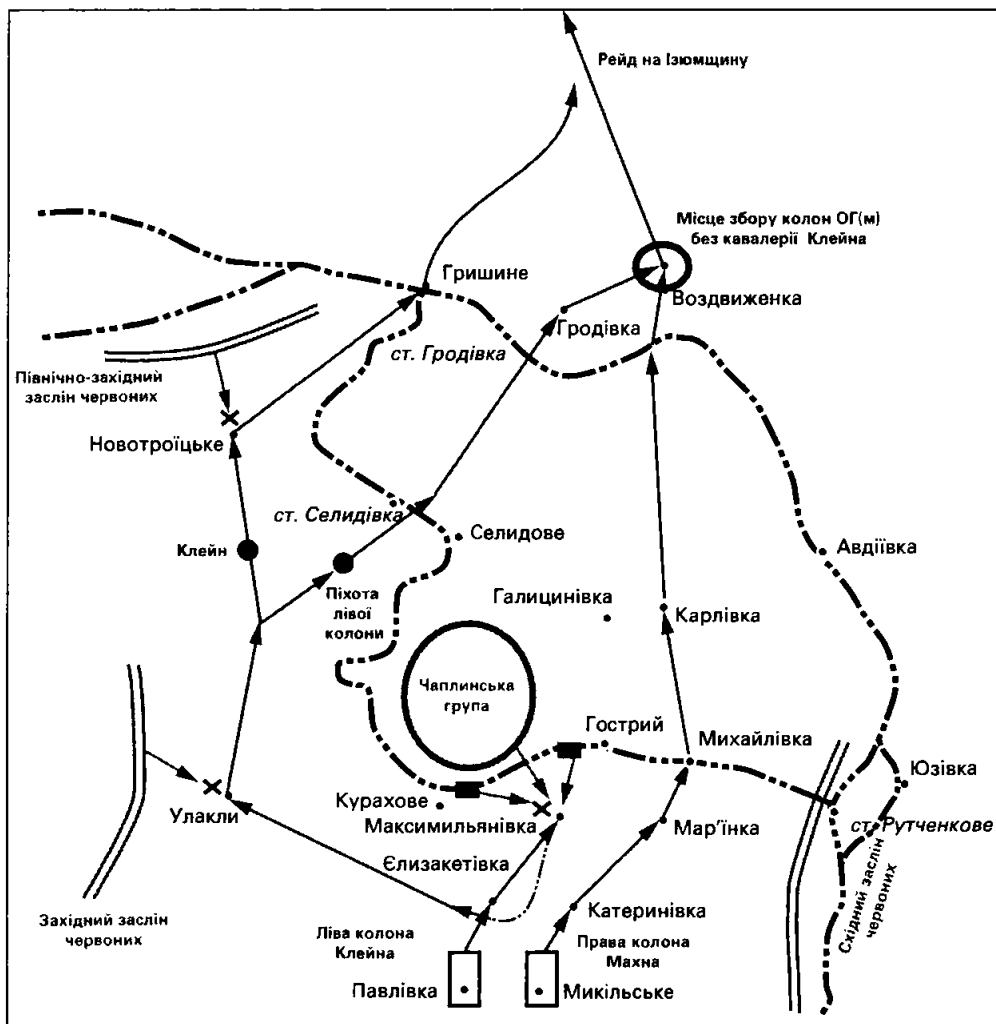 Рейд на Ізюмщину
Місце збору колон ОГ(м)
без кавалерії Клейна
Гришине
Воздвиженка
Гродівка
ст. Гродівка
Північно-західний
заслін червоних
Новотроїцьке
ст. Селидівка
Селидове
Клейн
Авдіївка
Піхота
лівої
колони
Галицинівка
Карлівка
Чаплинська
група
Гострий
Михайлівка
Юзівка
Курахове
Улакли
Максимильянівка
Мар'їнка
ст. Рутченкове
Єлизакетівка
Східний заслін
червоних
Західний заслін
червоних
Катеринівка
Ліва колона
Клейна
Права колона
Махна
Павлівка
Микільське